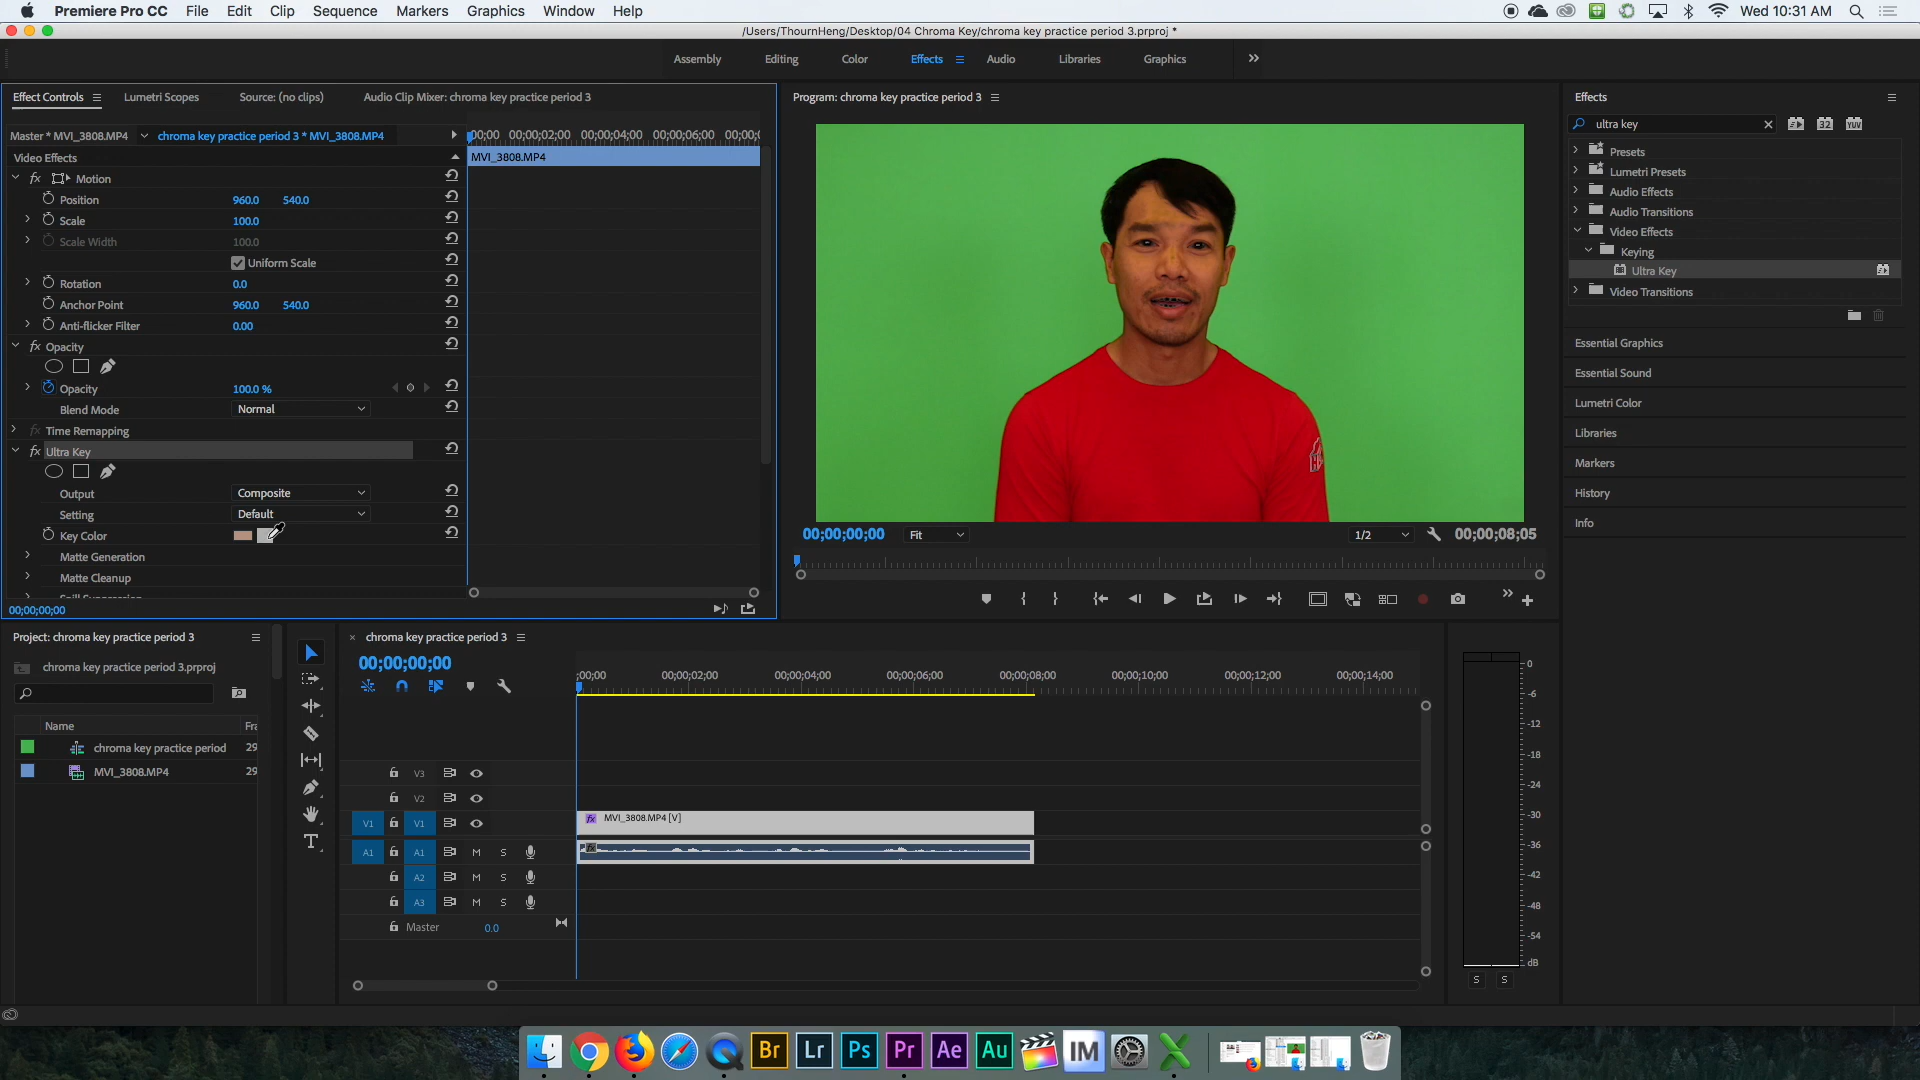 Premiere Pro CC File Edit Clip Sequence Markers Graphics Window Help Wed 10:31 AM
/Users/ThournHeng/Desktop/04 Chroma Key/chroma key practice period 3.prproj *
Assembly Editing Color Effects Audio Libraries Graphics
Effect Controls Lumetri Scopes Source: (no clips) Audio Clip Mixer: chroma key practice period 3
Master * MVI_3808.MP4 chroma key practice period 3 * MVI_3808.MP4
00;00 00;00;02;00 00;00;04;00 00;00;06;00
MVI_3808.MP4
Video Effects
fx Motion
Position 960.0 540.0
Scale 100.0
Scale Width 100.0
Uniform Scale
Rotation 0.0
Anchor Point 960.0 540.0
Anti-flicker Filter 0.00
fx Opacity
Opacity 100.0 %
Blend Mode Normal
fx Time Remapping
fx Ultra Key
Output Composite
Setting Default
Key Color
Matte Generation
Matte Cleanup
Spill Suppression
00;00;00;00
Program: chroma key practice period 3
00;00;00;00 Fit 1/2 00;00;08;05
Effects
ultra key 32 YUV
Presets
Lumetri Presets
Audio Effects
Audio Transitions
Video Effects
Keying
Ultra Key
Video Transitions
Essential Graphics
Essential Sound
Lumetri Color
Libraries
Markers
History
Info
Project: chroma key practice period 3
chroma key practice period 3.prproj
Name Fra
chroma key practice period 29
MVI_3808.MP4 29
chroma key practice period 3
00;00;00;00
;00;00 00;00;02;00 00;00;04;00 00;00;06;00 00;00;08;00 00;00;10;00 00;00;12;00 00;00;14;00
V3
V2
V1 V1 fx MVI_3808.MP4 [V]
A1 A1 M S fx
A2 M S
A3 M S
Master 0.0
0
-6
-12
-18
-24
-30
-36
-42
-48
-54
dB
S S
Br Lr Ps Pr Ae Au IM